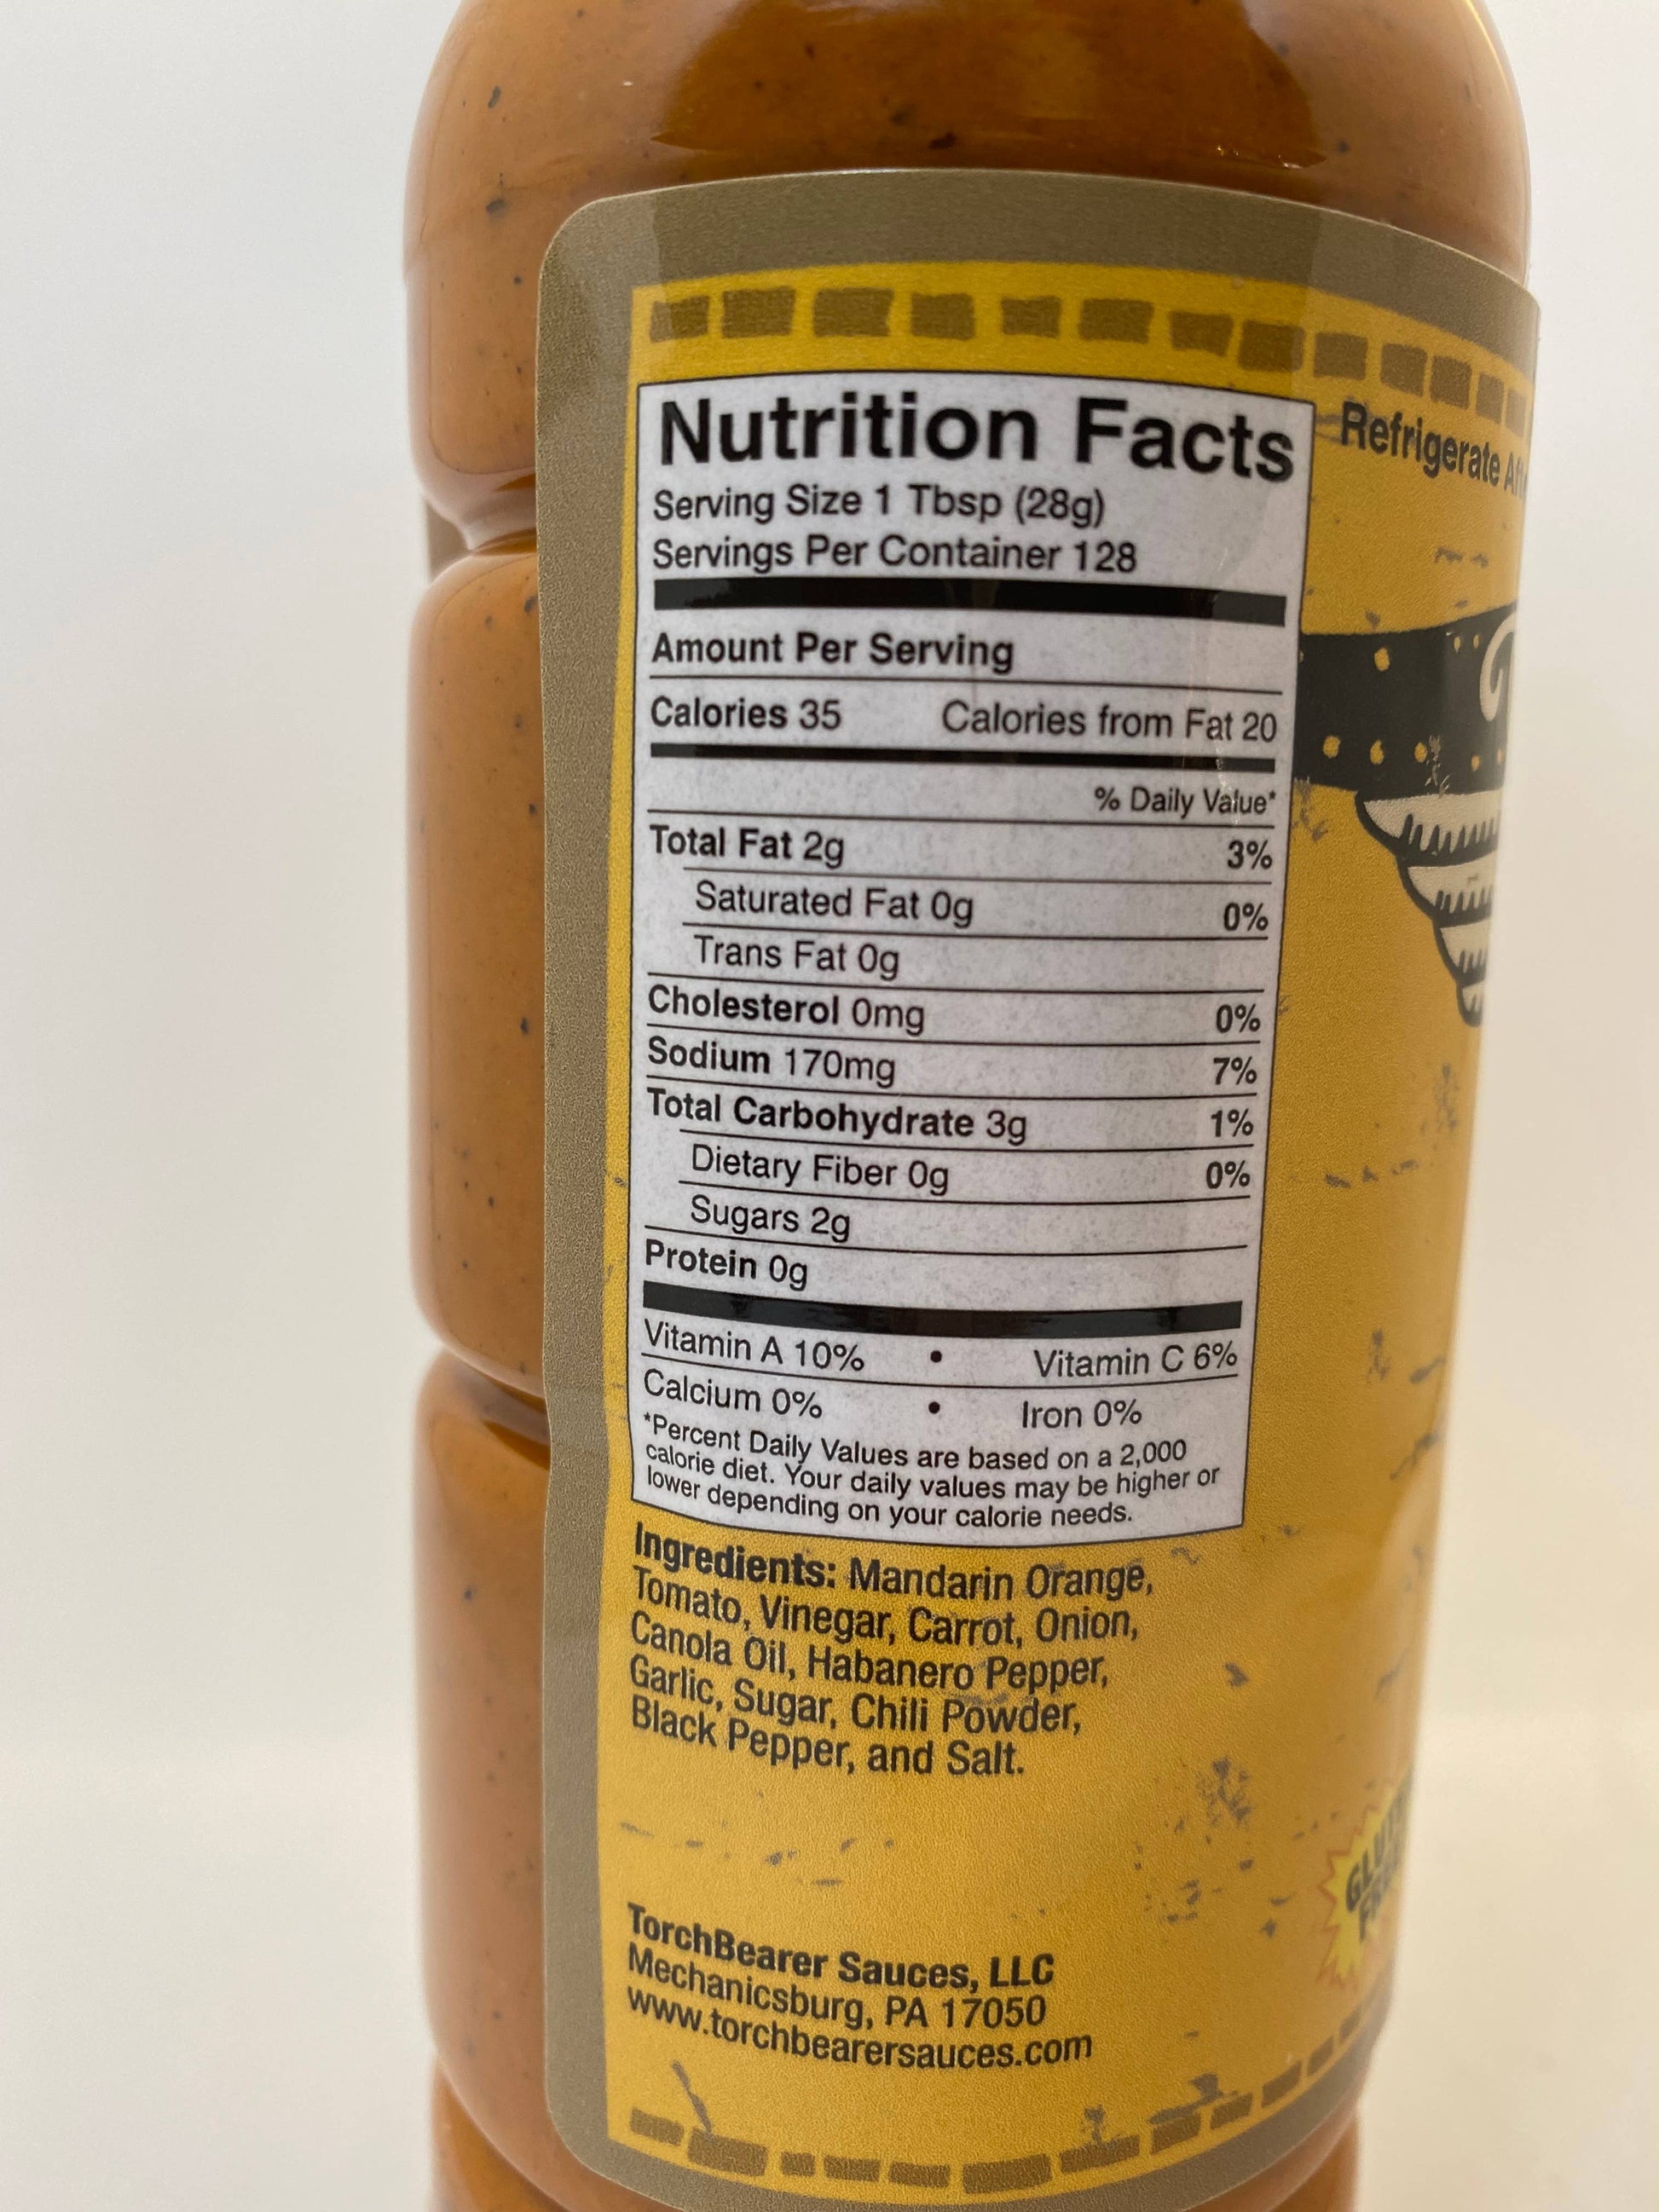 Nutrition Facts
Serving Size 1 Tbsp (28g)
Servings Per Container 128
Amount Per Serving
Calories 35 Calories from Fat 20
% Daily Value*
Total Fat 2g 3%
Saturated Fat 0g 0%
Trans Fat 0g
Cholesterol 0mg 0%
Sodium 170mg 7%
Total Carbohydrate 3g 1%
Dietary Fiber 0g 0%
Sugars 2g
Protein 0g
Vitamin A 10% • Vitamin C 6%
Calcium 0% • Iron 0%
*Percent Daily Values are based on a 2,000
calorie diet. Your daily values may be higher or
lower depending on your calorie needs.
Ingredients: Mandarin Orange,
Tomato, Vinegar, Carrot, Onion,
Canola Oil, Habanero Pepper,
Garlic, Sugar, Chili Powder,
Black Pepper, and Salt.
TorchBearer Sauces, LLC
Mechanicsburg, PA 17050
www.torchbearersauces.com
Refrigerate